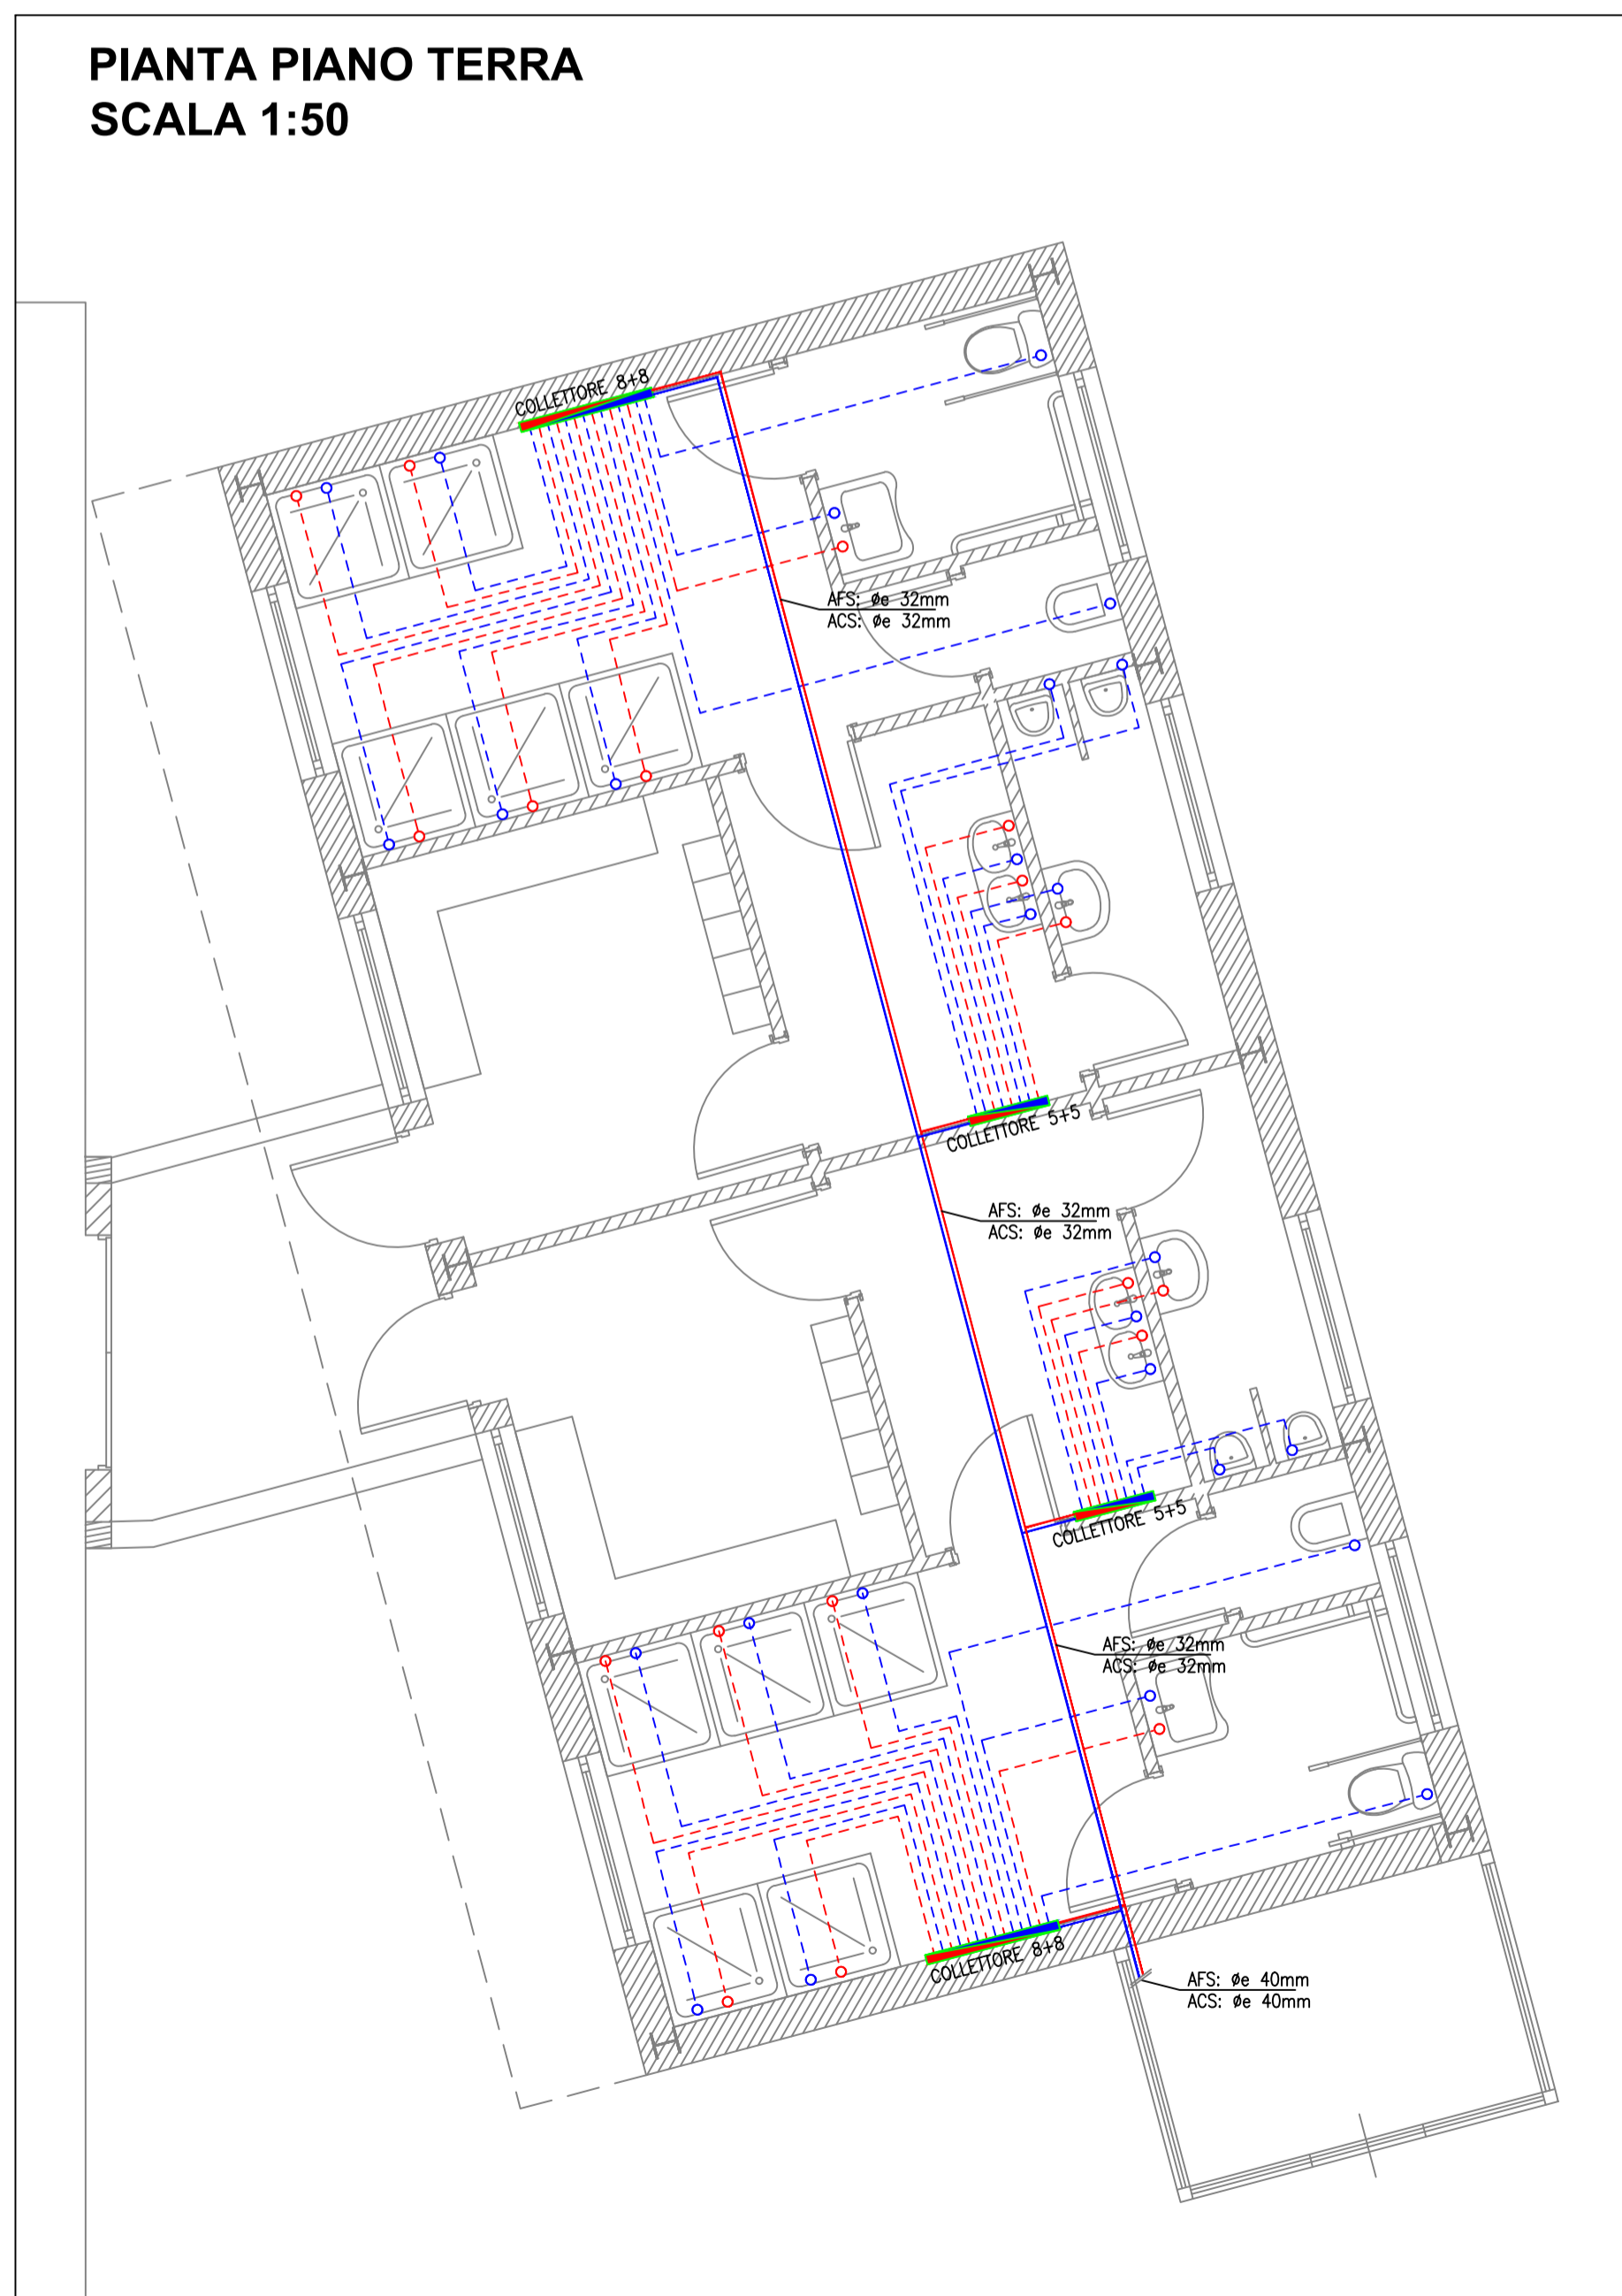 PIANTA PIANO TERRA
SCALA 1:50
COLLETTORE 8+8
AFS: Øe 32mm
ACS: Øe 32mm
COLLETTORE 5+5
AFS: Øe 32mm
ACS: Øe 32mm
COLLETTORE 5+5
AFS: Øe 32mm
ACS: Øe 32mm
COLLETTORE 8+8
AFS: Øe 40mm
ACS: Øe 40mm